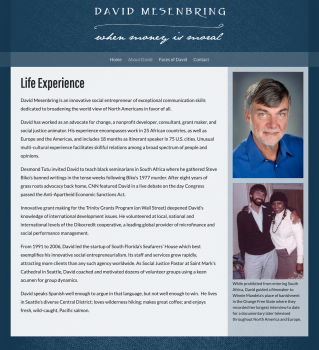 DAVID MESENBRING
when money is moral
Home About David Facets of David Contact
Life Experience
David Mesenbring is an innovative social entrepreneur of exceptional communication skills
dedicated to broadening the world view of North Americans in favor of all.
David has worked as an advocate for change, a nonprofit developer, consultant, grant maker, and
social justice animator. His experience encompasses work in 25 African countries, as well as
Europe and the Americas, and includes 18 months as itinerant speaker in 75 U.S. cities. Unusual
multi-cultural experience facilitates skillful relations among a broad spectrum of people and
opinions.
Desmond Tutu invited David to teach black seminarians in South Africa where he gathered Steve
Biko's banned writings in the tense weeks following Biko's 1977 murder. After eight years of
grass roots advocacy back home, CNN featured David in a live debate on the day Congress
passed the Anti-Apartheid Economic Sanctions Act.
Innovative grant making for the Trinity Grants Program (on Wall Street) deepened David's
knowledge of international development issues. He volunteered at local, national and
international levels of the Oikocredit cooperative, a leading global provider of microfinance and
social performance management.
From 1991 to 2006, David led the startup of South Florida's Seafarers' House which best
exemplifies his innovative social entrepreneurialism. Its staff and services grow rapidly,
attracting more clients than any such agency worldwide. As Social Justice Pastor at Saint Mark's
Cathedral in Seattle, David coached and motivated dozens of volunteer groups using a keen
acumen for group dynamics.
David speaks Spanish well enough to argue in that language, but not well enough to win. He lives
in Seattle's diverse Central District; loves wilderness hiking; makes great coffee; and enjoys
fresh, wild-caught, Pacific salmon.
While prohibited from entering South
Africa, David guided a filmmaker to
Winnie Mandela's place of banishment
in the Orange Free State where they
recorded her longest interview to date
for a documentary later televised
throughout North America and Europe.